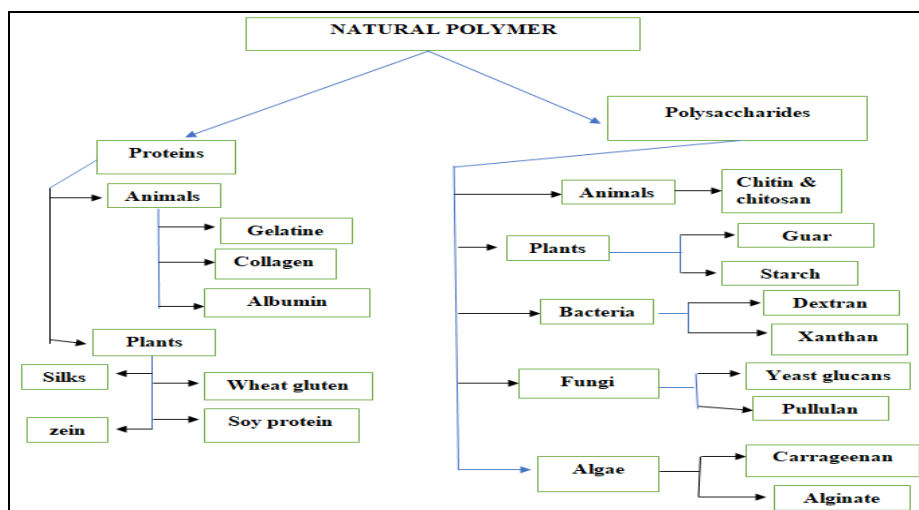 NATURAL POLYMER
Proteins
Animals
Gelatine
Collagen
Albumin
Plants
Silks
Wheat gluten
zein
Soy protein
Polysaccharides
Animals
Chitin &
chitosan
Plants
Guar
Starch
Bacteria
Dextran
Xanthan
Fungi
Yeast glucans
Pullulan
Algae
Carrageenan
Alginate